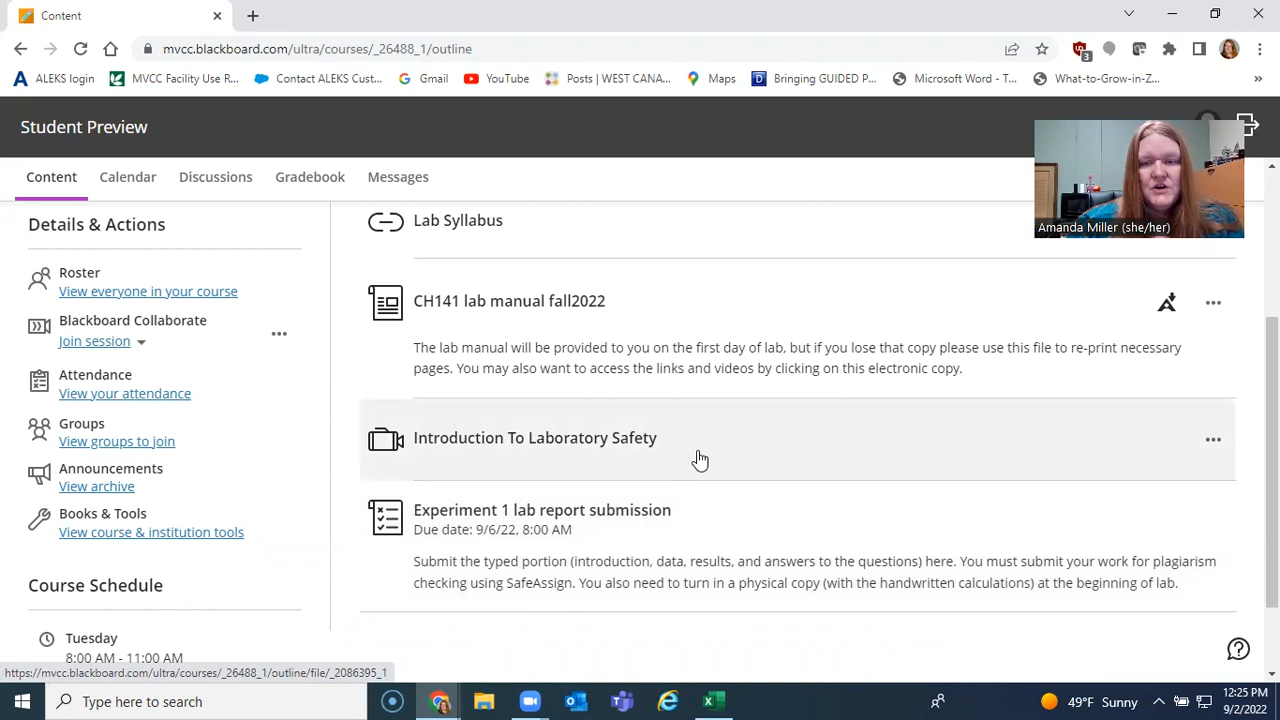 Content
mvcc.blackboard.com/ultra/courses/_26488_1/outline
3
ALEKS login
MVCC Facility Use R...
Contact ALEKS Cust...
Gmail
YouTube
Posts | WEST CANA...
Maps
Bringing GUIDED P...
Microsoft Word - T...
What-to-Grow-in-Z...
»
Student Preview
Content
Calendar
Discussions
Gradebook
Messages
Amanda Miller (she/her)
Details & Actions
Roster
View everyone in your course
Blackboard Collaborate
Join session
Attendance
View your attendance
Groups
View groups to join
Announcements
View archive
Books & Tools
View course & institution tools
Course Schedule
Tuesday
8:00 AM - 11:00 AM
Lab Syllabus
CH141 lab manual fall2022
The lab manual will be provided to you on the first day of lab, but if you lose that copy please use this file to re-print necessary
pages. You may also want to access the links and videos by clicking on this electronic copy.
Introduction To Laboratory Safety
Experiment 1 lab report submission
Due date: 9/6/22, 8:00 AM
Submit the typed portion (introduction, data, results, and answers to the questions) here. You must submit your work for plagiarism
checking using SafeAssign. You also need to turn in a physical copy (with the handwritten calculations) at the beginning of lab.
https://mvcc.blackboard.com/ultra/courses/_26488_1/outline/file/_2086395_1
Type here to search
49°F Sunny
12:25 PM
9/2/2022